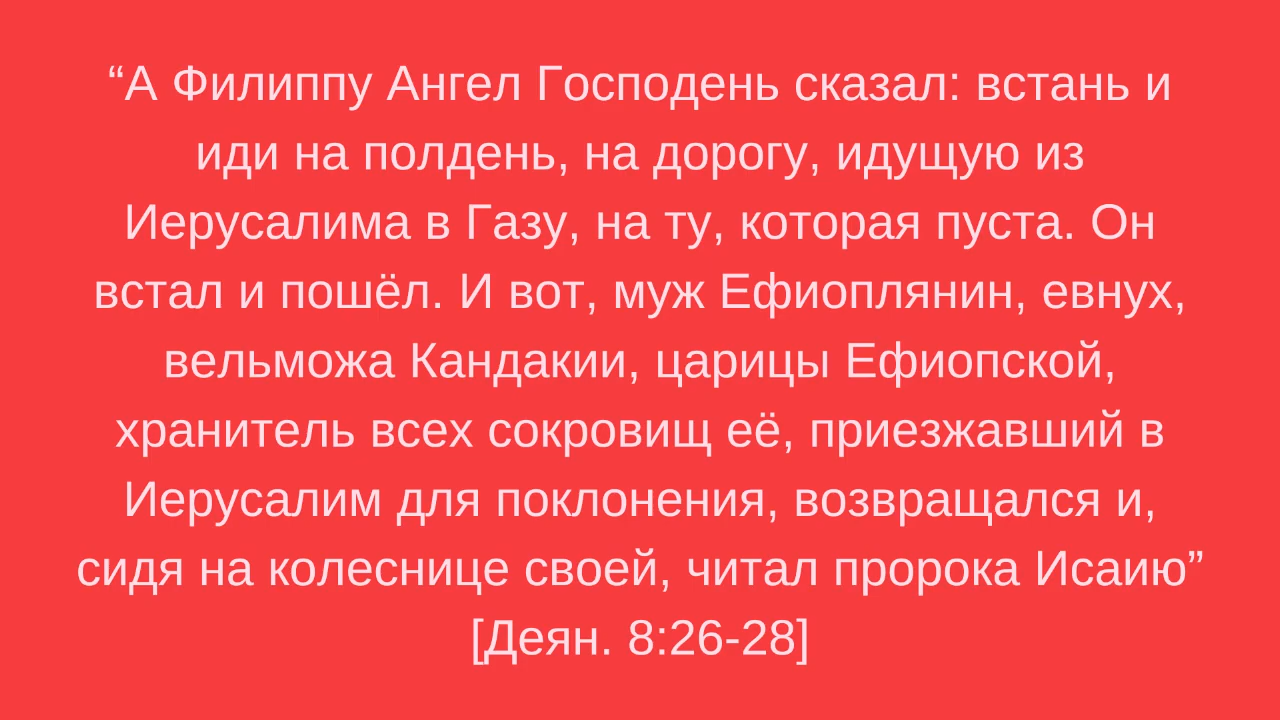 “А Филиппу Ангел Господень сказал: встань и
иди на полдень, на дорогу, идущую из
Иерусалима в Газу, на ту, которая пуста. Он
встал и пошёл. И вот, муж Ефиоплянин, евнух,
вельможа Кандакии, царицы Ефиопской,
хранитель всех сокровищ её, приезжавший в
Иерусалим для поклонения, возвращался и,
сидя на колеснице своей, читал пророка Исаию”
[Деян. 8:26-28]